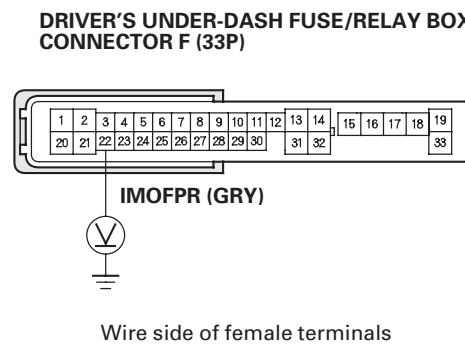 DRIVER'S UNDER-DASH FUSE/RELAY BOX
CONNECTOR F (33P)
1 2 3 4 5 6 7 8 9 10 11 12 13 14 15 16 17 18 19
20 21 22 23 24 25 26 27 28 29 30 31 32 33
IMOFPR (GRY)
V
Wire side of female terminals